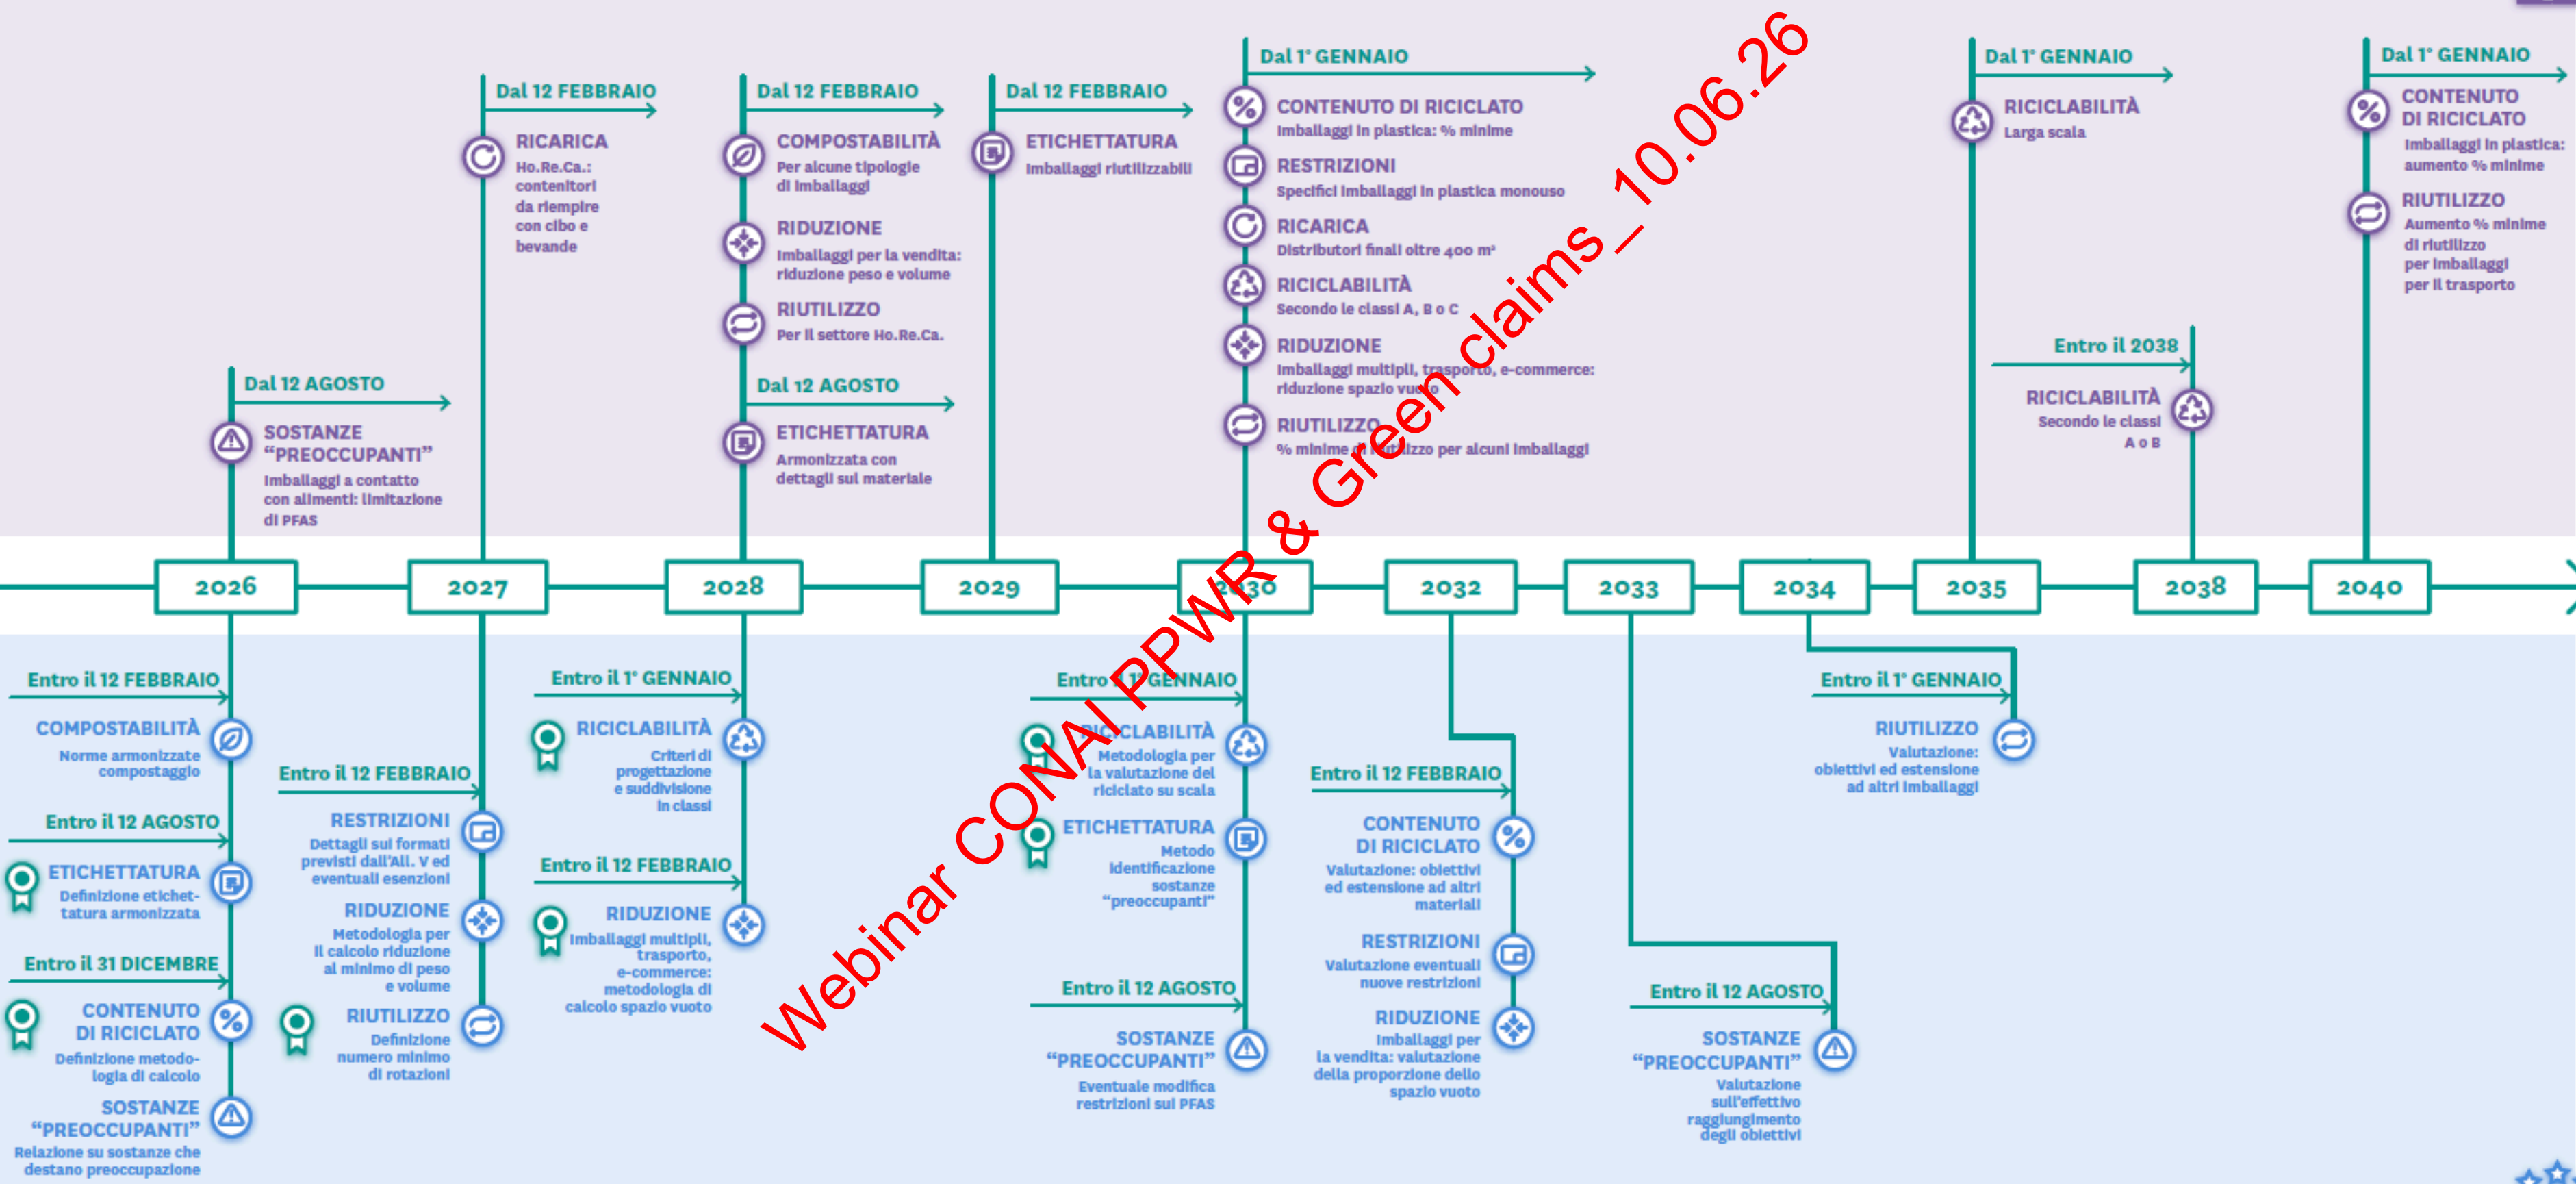 Dal 12 AGOSTO
SOSTANZE
“PREOCCUPANTI”
Imballaggi a contatto
con alimenti: limitazione
di PFAS
Dal 12 FEBBRAIO
RICARICA
Ho.Re.Ca.:
contenitori
da riempire
con cibo e
bevande
Dal 12 FEBBRAIO
COMPOSTABILITÀ
Per alcune tipologie
di imballaggi
RIDUZIONE
Imballaggi per la vendita:
riduzione peso e volume
RIUTILIZZO
Per il settore Ho.Re.Ca.
Dal 12 AGOSTO
ETICHETTATURA
Armonizzata con
dettagli sul materiale
Dal 12 FEBBRAIO
ETICHETTATURA
Imballaggi riutilizzabili
Dal 1° GENNAIO
CONTENUTO DI RICICLATO
Imballaggi in plastica: % minime
RESTRIZIONI
Specifici imballaggi in plastica monouso
RICARICA
Distributori finali oltre 400 m²
RICICLABILITÀ
Secondo le classi A, B o C
RIDUZIONE
Imballaggi multipli, trasporto, e-commerce:
riduzione spazio vuoto
RIUTILIZZO
% minime di riutilizzo per alcuni imballaggi
Dal 1° GENNAIO
RICICLABILITÀ
Larga scala
Entro il 2038
RICICLABILITÀ
Secondo le classi
A o B
Dal 1° GENNAIO
CONTENUTO
DI RICICLATO
Imballaggi in plastica:
aumento % minime
RIUTILIZZO
Aumento % minime
di riutilizzo
per imballaggi
per il trasporto
2026
2027
2028
2029
2030
2032
2033
2034
2035
2038
2040
Entro il 12 FEBBRAIO
COMPOSTABILITÀ
Norme armonizzate
compostaggio
Entro il 12 AGOSTO
ETICHETTATURA
Definizione etichet-
tatura armonizzata
Entro il 31 DICEMBRE
CONTENUTO
DI RICICLATO
Definizione metodo-
logia di calcolo
SOSTANZE
“PREOCCUPANTI”
Relazione su sostanze che
destano preoccupazione
Entro il 12 FEBBRAIO
RESTRIZIONI
Dettagli sui formati
previsti dall'All. V ed
eventuali esenzioni
RIDUZIONE
Metodologia per
il calcolo riduzione
al minimo di peso
e volume
RIUTILIZZO
Definizione
numero minimo
di rotazioni
Entro il 1° GENNAIO
RICICLABILITÀ
Criteri di
progettazione
e suddivisione
in classi
Entro il 12 FEBBRAIO
RIDUZIONE
Imballaggi multipli,
trasporto,
e-commerce:
metodologia di
calcolo spazio vuoto
Entro il 1° GENNAIO
RICICLABILITÀ
Metodologia per
la valutazione del
riciclato su scala
ETICHETTATURA
Metodo
identificazione
sostanze
“preoccupanti”
Entro il 12 AGOSTO
SOSTANZE
“PREOCCUPANTI”
Eventuale modifica
restrizioni sui PFAS
Entro il 12 FEBBRAIO
CONTENUTO
DI RICICLATO
Valutazione: obiettivi
ed estensione ad altri
materiali
RESTRIZIONI
Valutazione eventuali
nuove restrizioni
RIDUZIONE
Imballaggi per
la vendita: valutazione
della proporzione dello
spazio vuoto
Entro il 12 AGOSTO
SOSTANZE
“PREOCCUPANTI”
Valutazione
sull'effettivo
raggiungimento
degli obiettivi
Entro il 1° GENNAIO
RIUTILIZZO
Valutazione:
obiettivi ed estensione
ad altri imballaggi
Webinar CONAI PPWR & Green claims_10.06.26